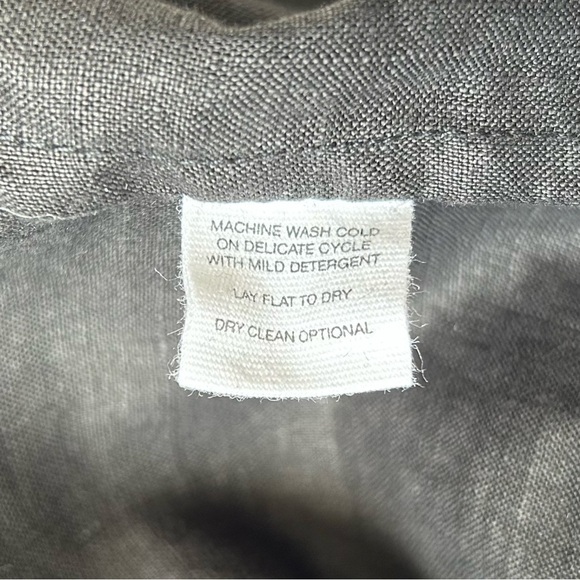 MACHINE WASH COLD
ON DELICATE CYCLE
WITH MILD DETERGENT
LAY FLAT TO DRY
DRY CLEAN OPTIONAL